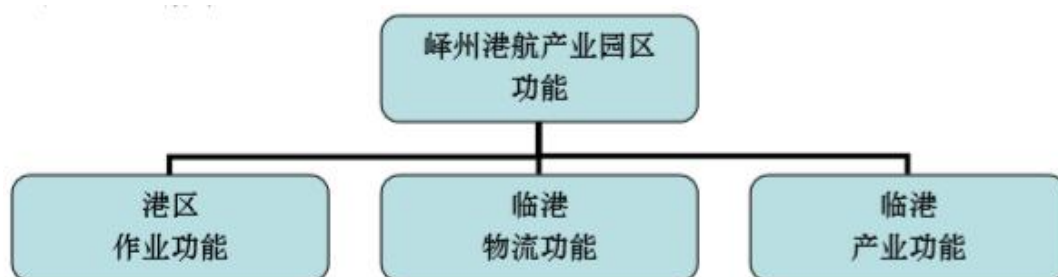 峄州港航产业园区
功能
港区
作业功能
临港
物流功能
临港
产业功能